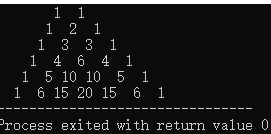 1 1
1 2 1
1 3 3 1
1 4 6 4 1
1 5 10 10 5 1
1 6 15 20 15 6 1
--------------------------------
Process exited with return value 0